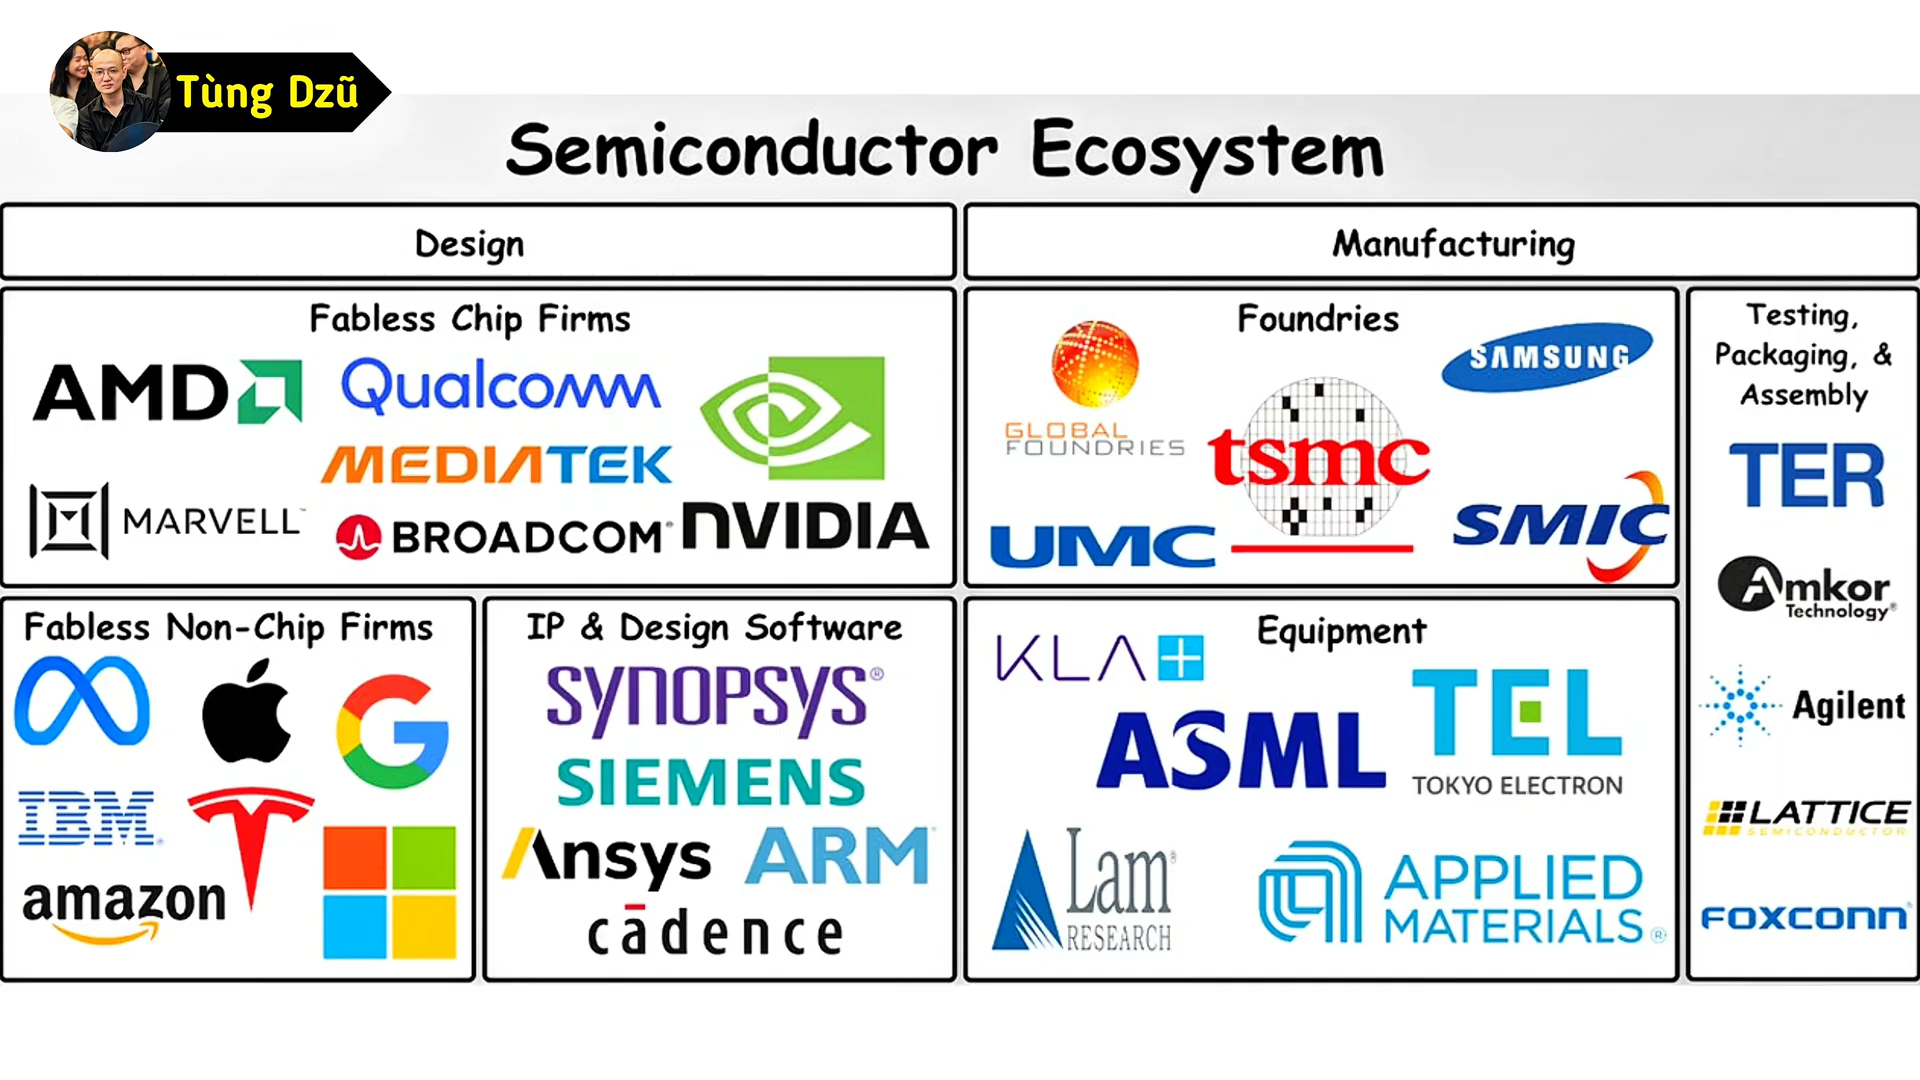 Tùng Dzũ
Semiconductor Ecosystem
Design
Manufacturing
Fabless Chip Firms
AMD
Qualcomm
MEDIATEK
MARVELL
BROADCOM
NVIDIA
Foundries
GLOBAL
FOUNDRIES
tsmc
SAMSUNG
UMC
SMIC
Testing,
Packaging, &
Assembly
TER
Amkor
Technology®
Agilent
LATTICE
SEMICONDUCTOR
FOXCONN
Fabless Non-Chip Firms
IBM
amazon
IP & Design Software
SYNOPSYS®
SIEMENS
Ansys
ARM
cādence
Equipment
KLA
ASML
TEL
TOKYO ELECTRON
Lam
RESEARCH
APPLIED
MATERIALS®